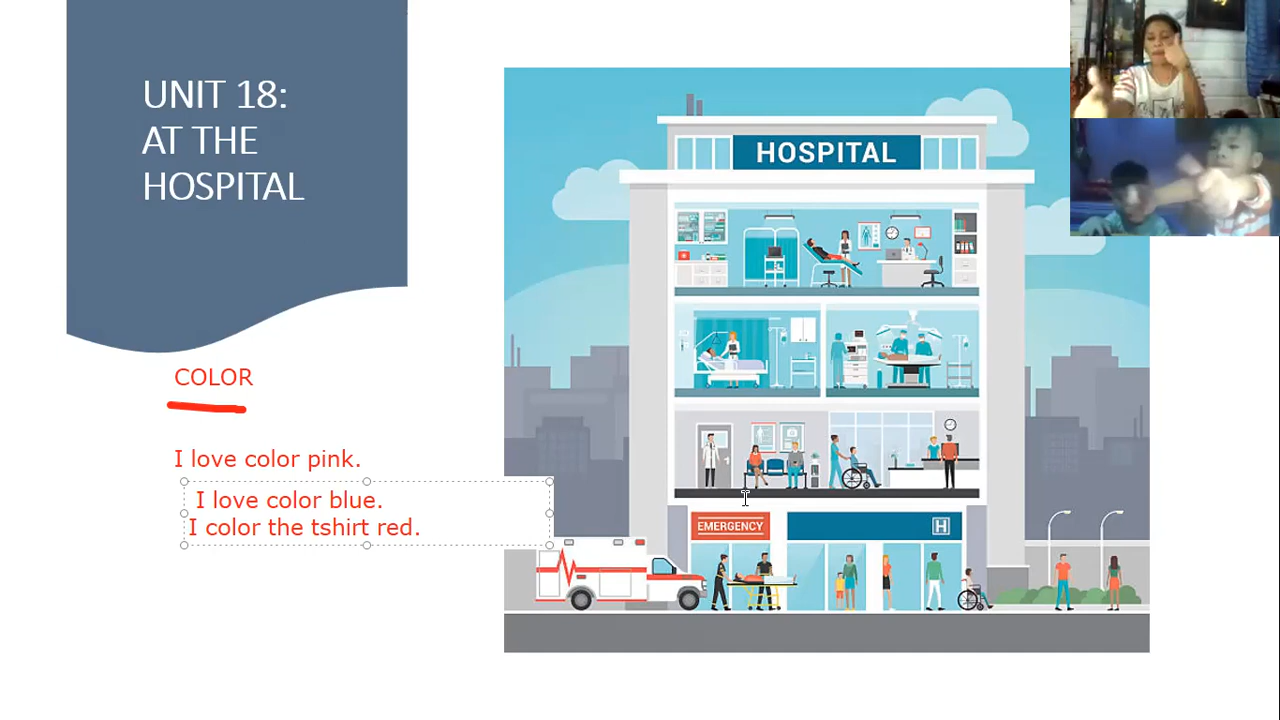 UNIT 18:
AT THE
HOSPITAL
COLOR
I love color pink.
I love color blue.
I color the tshirt red.
HOSPITAL
EMERGENCY
H